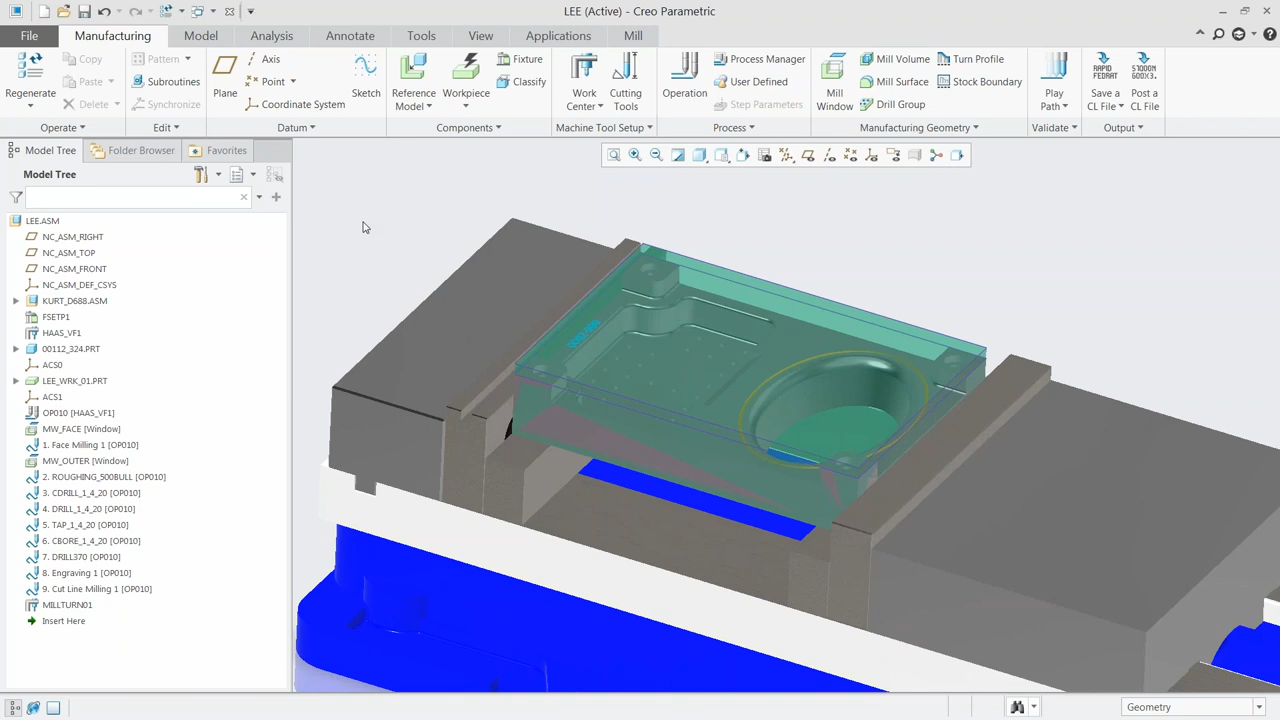 LEE (Active) - Creo Parametric
File
Manufacturing
Model
Analysis
Annotate
Tools
View
Applications
Mill
Regenerate
Copy
Paste
Delete
Operate
Pattern
Subroutines
Synchronize
Edit
Plane
Axis
Point
Coordinate System
Sketch
Datum
Reference
Model
Workpiece
Fixture
Classify
Components
Work
Center
Cutting
Tools
Machine Tool Setup
Operation
Process Manager
User Defined
Step Parameters
Process
Mill
Window
Mill Volume
Mill Surface
Drill Group
Turn Profile
Stock Boundary
Manufacturing Geometry
Play
Path
Validate
RAPID
FEDRAT
Save a
CL File
Post a
CL File
Output
Model Tree
Folder Browser
Favorites
Model Tree
LEE.ASM
NC_ASM_RIGHT
NC_ASM_TOP
NC_ASM_FRONT
NC_ASM_DEF_CSYS
KURT_D688.ASM
FSETP1
HAAS_VF1
00112_324.PRT
ACS0
LEE_WRK_01.PRT
ACS1
OP010 [HAAS_VF1]
MW_FACE [Window]
1. Face Milling 1 [OP010]
MW_OUTER [Window]
2. ROUGHING_500BULL [OP010]
3. CDRILL_1_4_20 [OP010]
4. DRILL_1_4_20 [OP010]
5. TAP_1_4_20 [OP010]
6. CBORE_1_4_20 [OP010]
7. DRILL370 [OP010]
8. Engraving 1 [OP010]
9. Cut Line Milling 1 [OP010]
MILLTURN01
Insert Here
Geometry